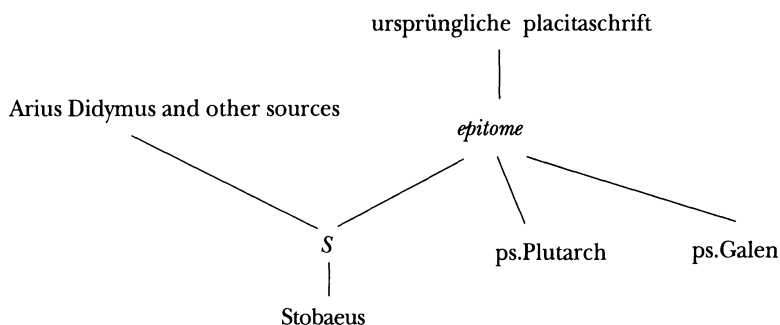 ursprüngliche placitaschrift
Arius Didymus and other sources
epitome
S
ps.Plutarch
ps.Galen
Stobaeus